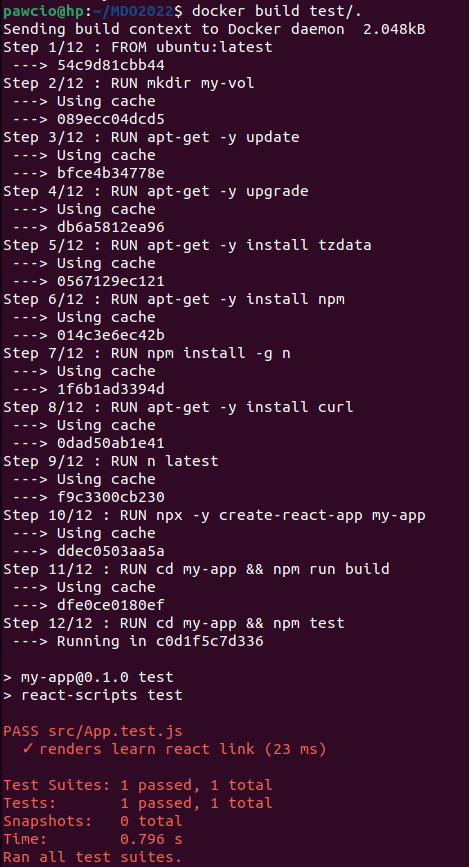 pawcio@hp:~/MDO2022$ docker build test/.
Sending build context to Docker daemon  2.048kB
Step 1/12 : FROM ubuntu:latest
 ---> 54c9d81cbb44
Step 2/12 : RUN mkdir my-vol
 ---> Using cache
 ---> 089ecc04dcd5
Step 3/12 : RUN apt-get -y update
 ---> Using cache
 ---> bfce4b34778e
Step 4/12 : RUN apt-get -y upgrade
 ---> Using cache
 ---> db6a5812ea96
Step 5/12 : RUN apt-get -y install tzdata
 ---> Using cache
 ---> 0567129ec121
Step 6/12 : RUN apt-get -y install npm
 ---> Using cache
 ---> 014c3e6ec42b
Step 7/12 : RUN npm install -g n
 ---> Using cache
 ---> 1f6b1ad3394d
Step 8/12 : RUN apt-get -y install curl
 ---> Using cache
 ---> 0dad50ab1e41
Step 9/12 : RUN n latest
 ---> Using cache
 ---> f9c3300cb230
Step 10/12 : RUN npx -y create-react-app my-app
 ---> Using cache
 ---> ddec0503aa5a
Step 11/12 : RUN cd my-app && npm run build
 ---> Using cache
 ---> dfe0ce0180ef
Step 12/12 : RUN cd my-app && npm test
 ---> Running in c0d1f5c7d336

> my-app@0.1.0 test
> react-scripts test

PASS src/App.test.js
  ✓ renders learn react link (23 ms)

Test Suites: 1 passed, 1 total
Tests:       1 passed, 1 total
Snapshots:   0 total
Time:        0.796 s
Ran all test suites.